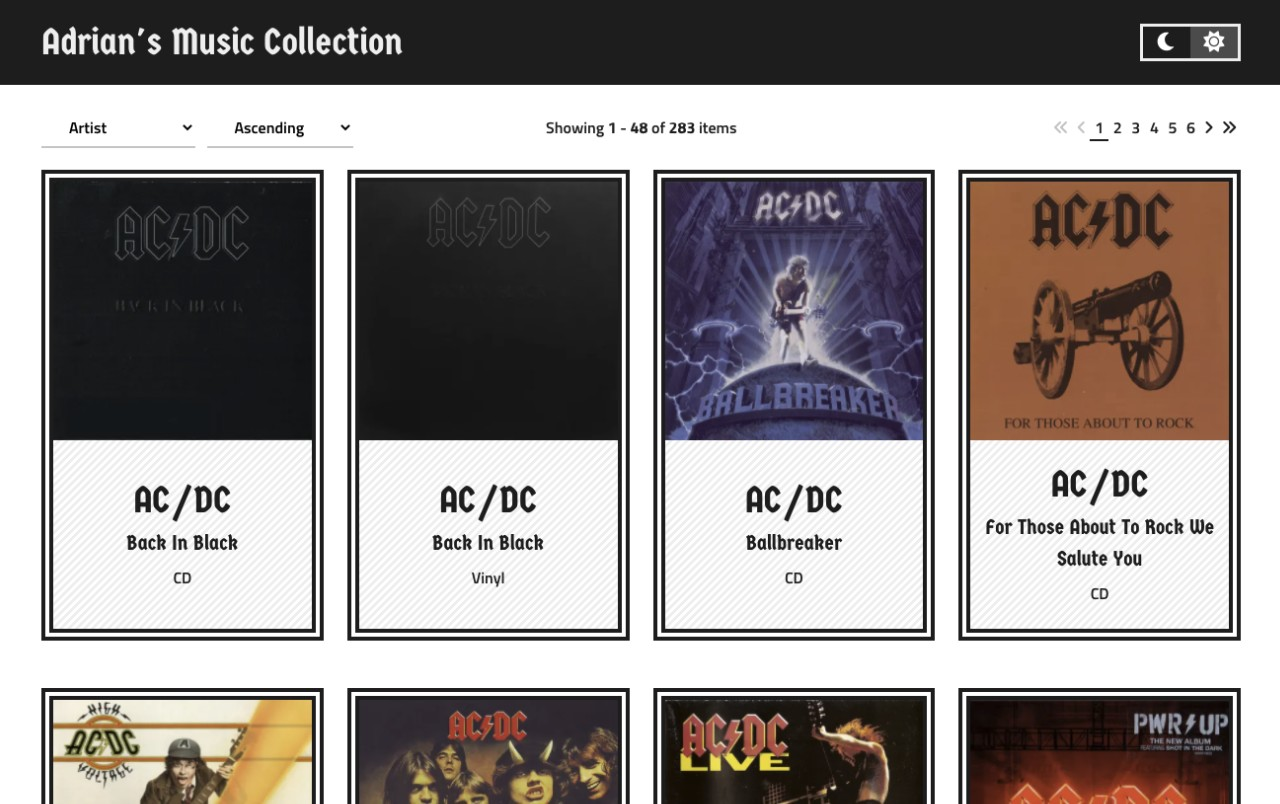 Adrian's Music Collection
Artist
Ascending
Showing 1 - 48 of 283 items
1 2 3 4 5 6
AC DC
BACK IN BLACK
AC/DC
Back In Black
CD
AC DC
AC/DC
Back In Black
Vinyl
AC DC
BALLBREAKER
AC/DC
Ballbreaker
CD
AC DC
FOR THOSE ABOUT TO ROCK
AC/DC
For Those About To Rock We
Salute You
CD
HIGH
AC DC
VOLTAGE
AC DC
AC DC
LIVE
PWR UP
THE NEW ALBUM
FEATURING SHOT IN THE DARK
AC DC